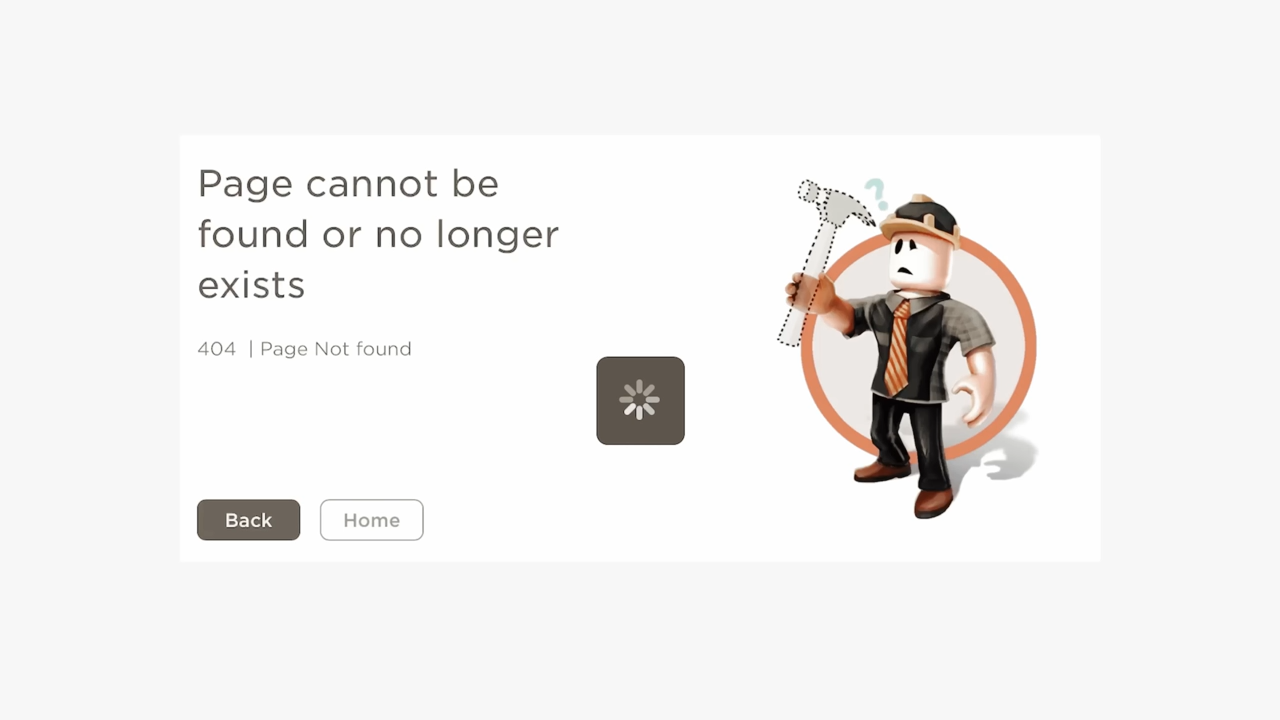 Page cannot be
found or no longer
exists
404 | Page Not found
Back
Home
?